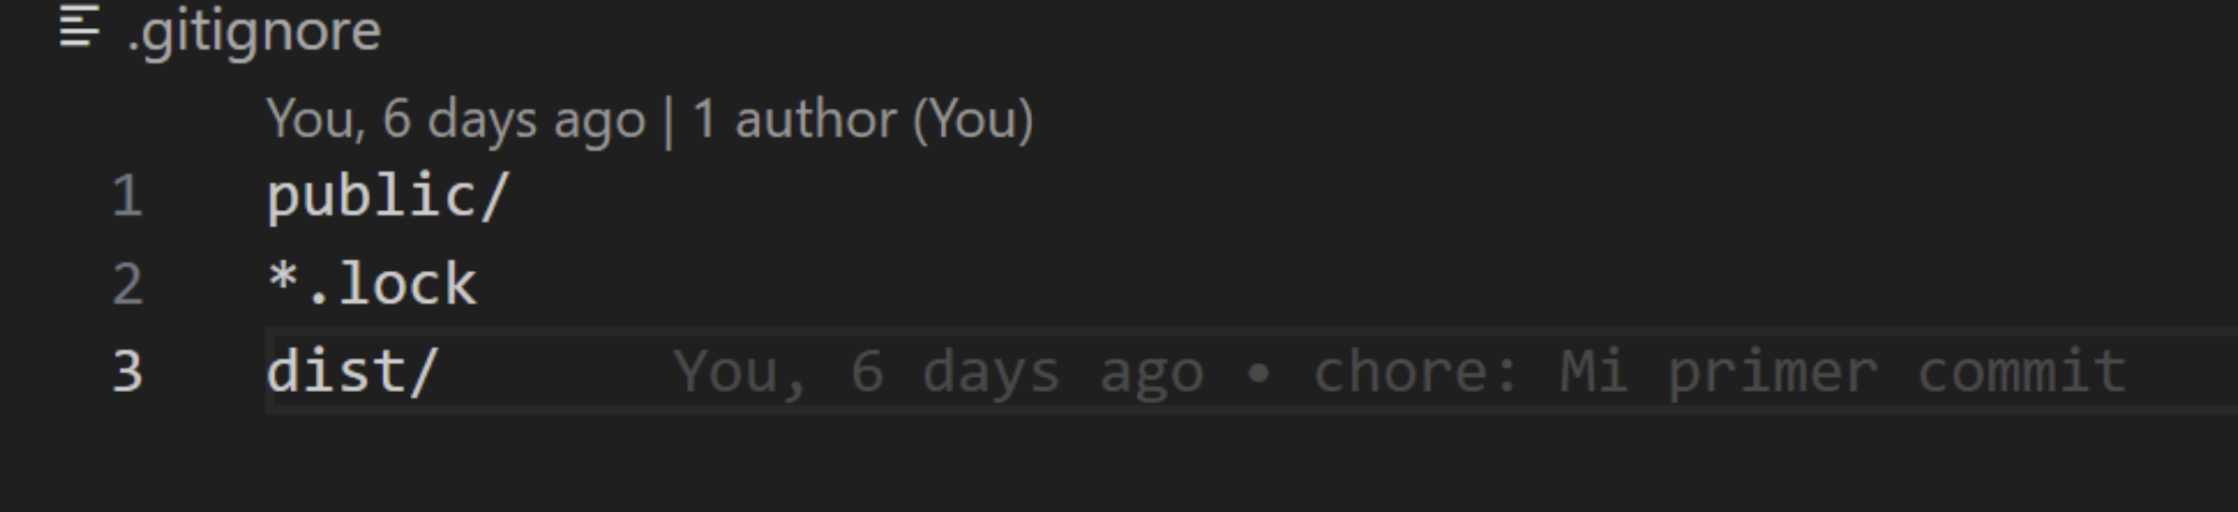 .gitignore
You, 6 days ago | 1 author (You)
1 public/
2 *.lock
3 dist/ You, 6 days ago • chore: Mi primer commit